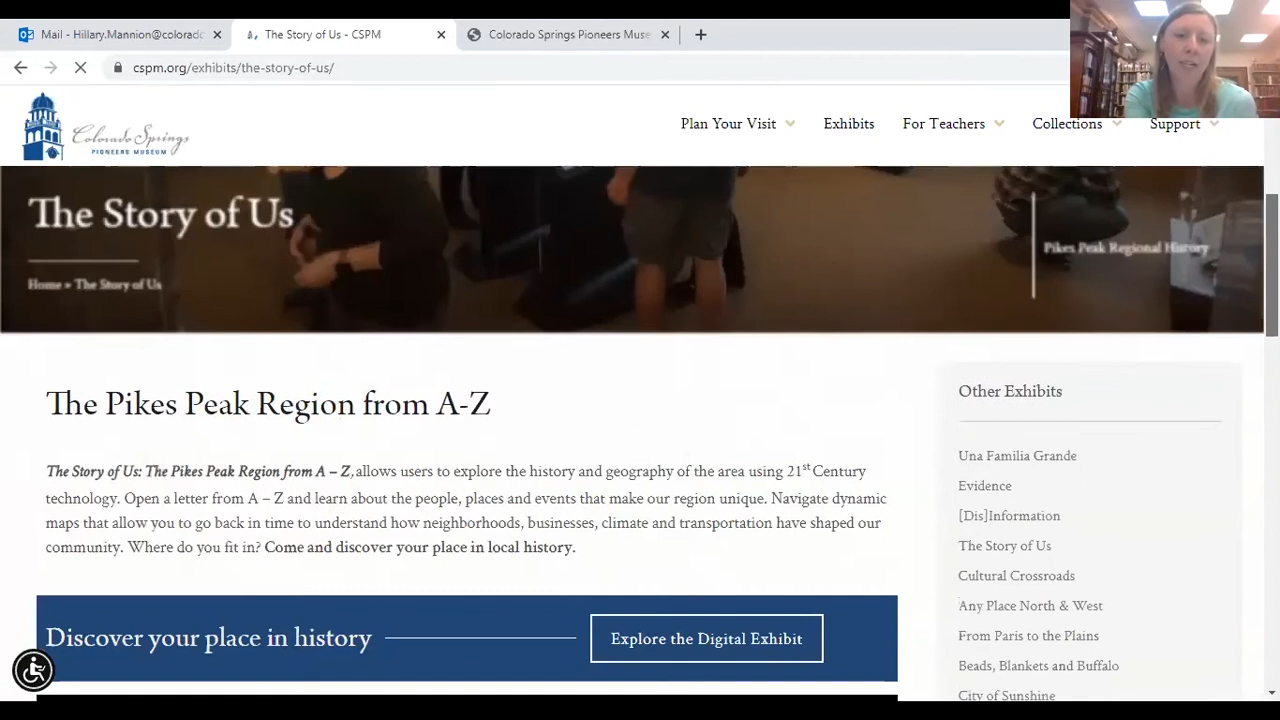 Mail - Hillary.Mannion@colorado
The Story of Us - CSPM
Colorado Springs Pioneers Muse
cspm.org/exhibits/the-story-of-us/
Colorado Springs
PIONEERS MUSEUM
Plan Your Visit
Exhibits
For Teachers
Collections
Support
The Story of Us
Home » The Story of Us
Pikes Peak Regional History
The Pikes Peak Region from A-Z
The Story of Us: The Pikes Peak Region from A – Z, allows users to explore the history and geography of the area using 21st Century
technology. Open a letter from A – Z and learn about the people, places and events that make our region unique. Navigate dynamic
maps that allow you to go back in time to understand how neighborhoods, businesses, climate and transportation have shaped our
community. Where do you fit in? Come and discover your place in local history.
Discover your place in history
Explore the Digital Exhibit
Other Exhibits
Una Familia Grande
Evidence
[Dis]Information
The Story of Us
Cultural Crossroads
Any Place North & West
From Paris to the Plains
Beads, Blankets and Buffalo
City of Sunshine